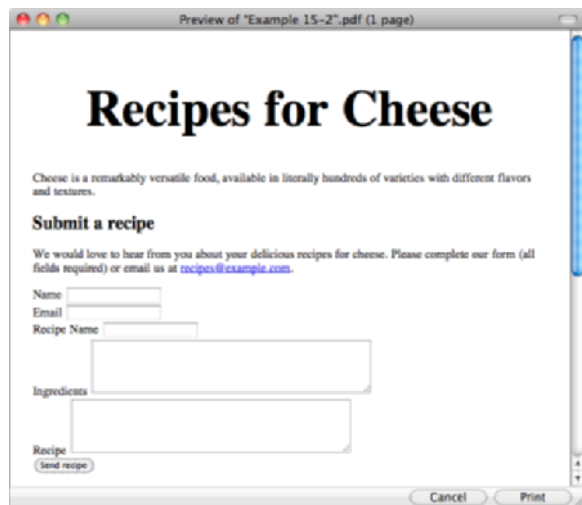 Preview of "Example 15-2".pdf (1 page)
Recipes for Cheese
Cheese is a remarkably versatile food, available in literally hundreds of varieties with different flavors
and textures.
Submit a recipe
We would love to hear from you about your delicious recipes for cheese. Please complete our form (all
fields required) or email us at recipes@example.com.
Name
Email
Recipe Name
Ingredients
Recipe
Send recipe
Cancel Print